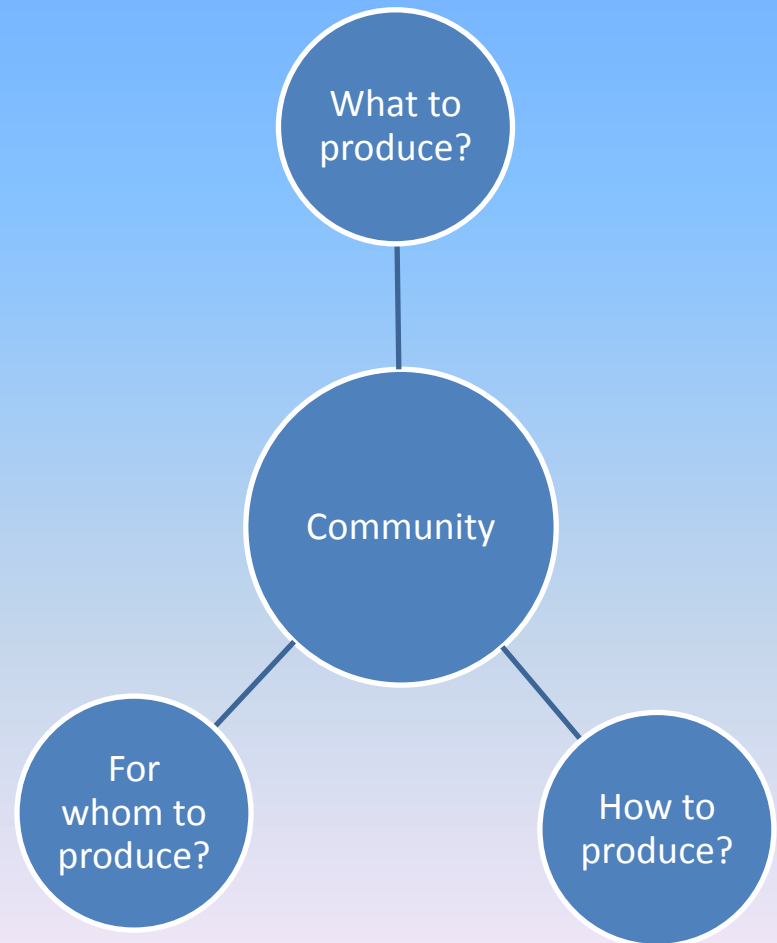 What to
produce?
Community
For
whom to
produce?
How to
produce?